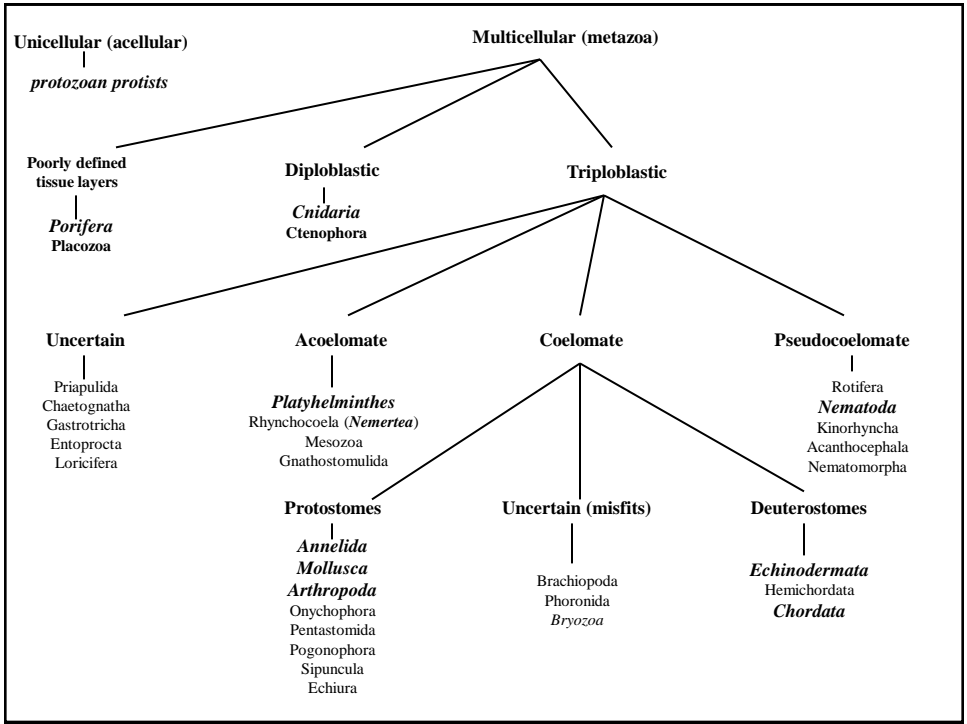 Unicellular (acellular)
protozoan protists
Multicellular (metazoa)
Poorly defined
tissue layers
Porifera
Placozoa
Diploblastic
Cnidaria
Ctenophora
Triploblastic
Uncertain
Priapulida
Chaetognatha
Gastrotricha
Entoprocta
Loricifera
Acoelomate
Platyhelminthes
Rhynchocoela (Nemertea)
Mesozoa
Gnathostomulida
Coelomate
Pseudocoelomate
Rotifera
Nematoda
Kinorhyncha
Acanthocephala
Nematomorpha
Protostomes
Annelida
Mollusca
Arthropoda
Onychophora
Pentastomida
Pogonophora
Sipuncula
Echiura
Uncertain (misfits)
Brachiopoda
Phoronida
Bryozoa
Deuterostomes
Echinodermata
Hemichordata
Chordata